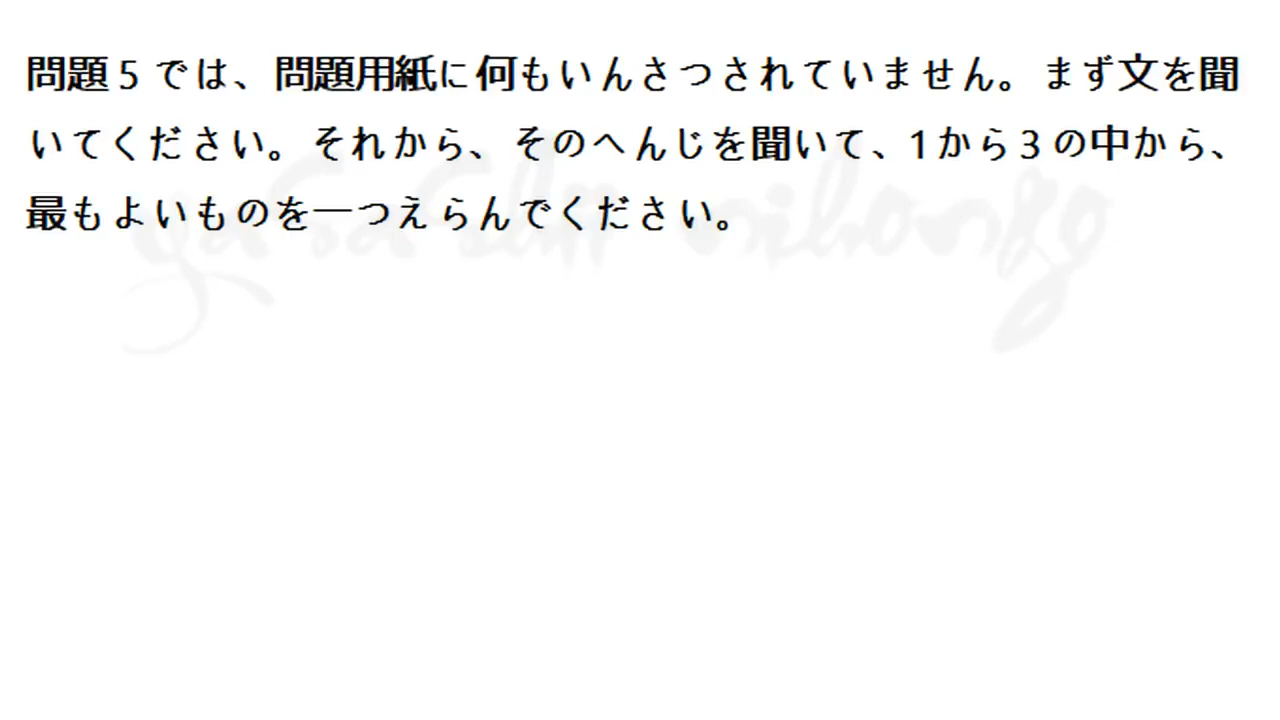 問題5では、問題用紙に何もいんさつされていません。まず文を聞
いてください。それから、そのへんじを聞いて、1から3の中から、
最もよいものを一つえらんでください。
yasashii nihongo